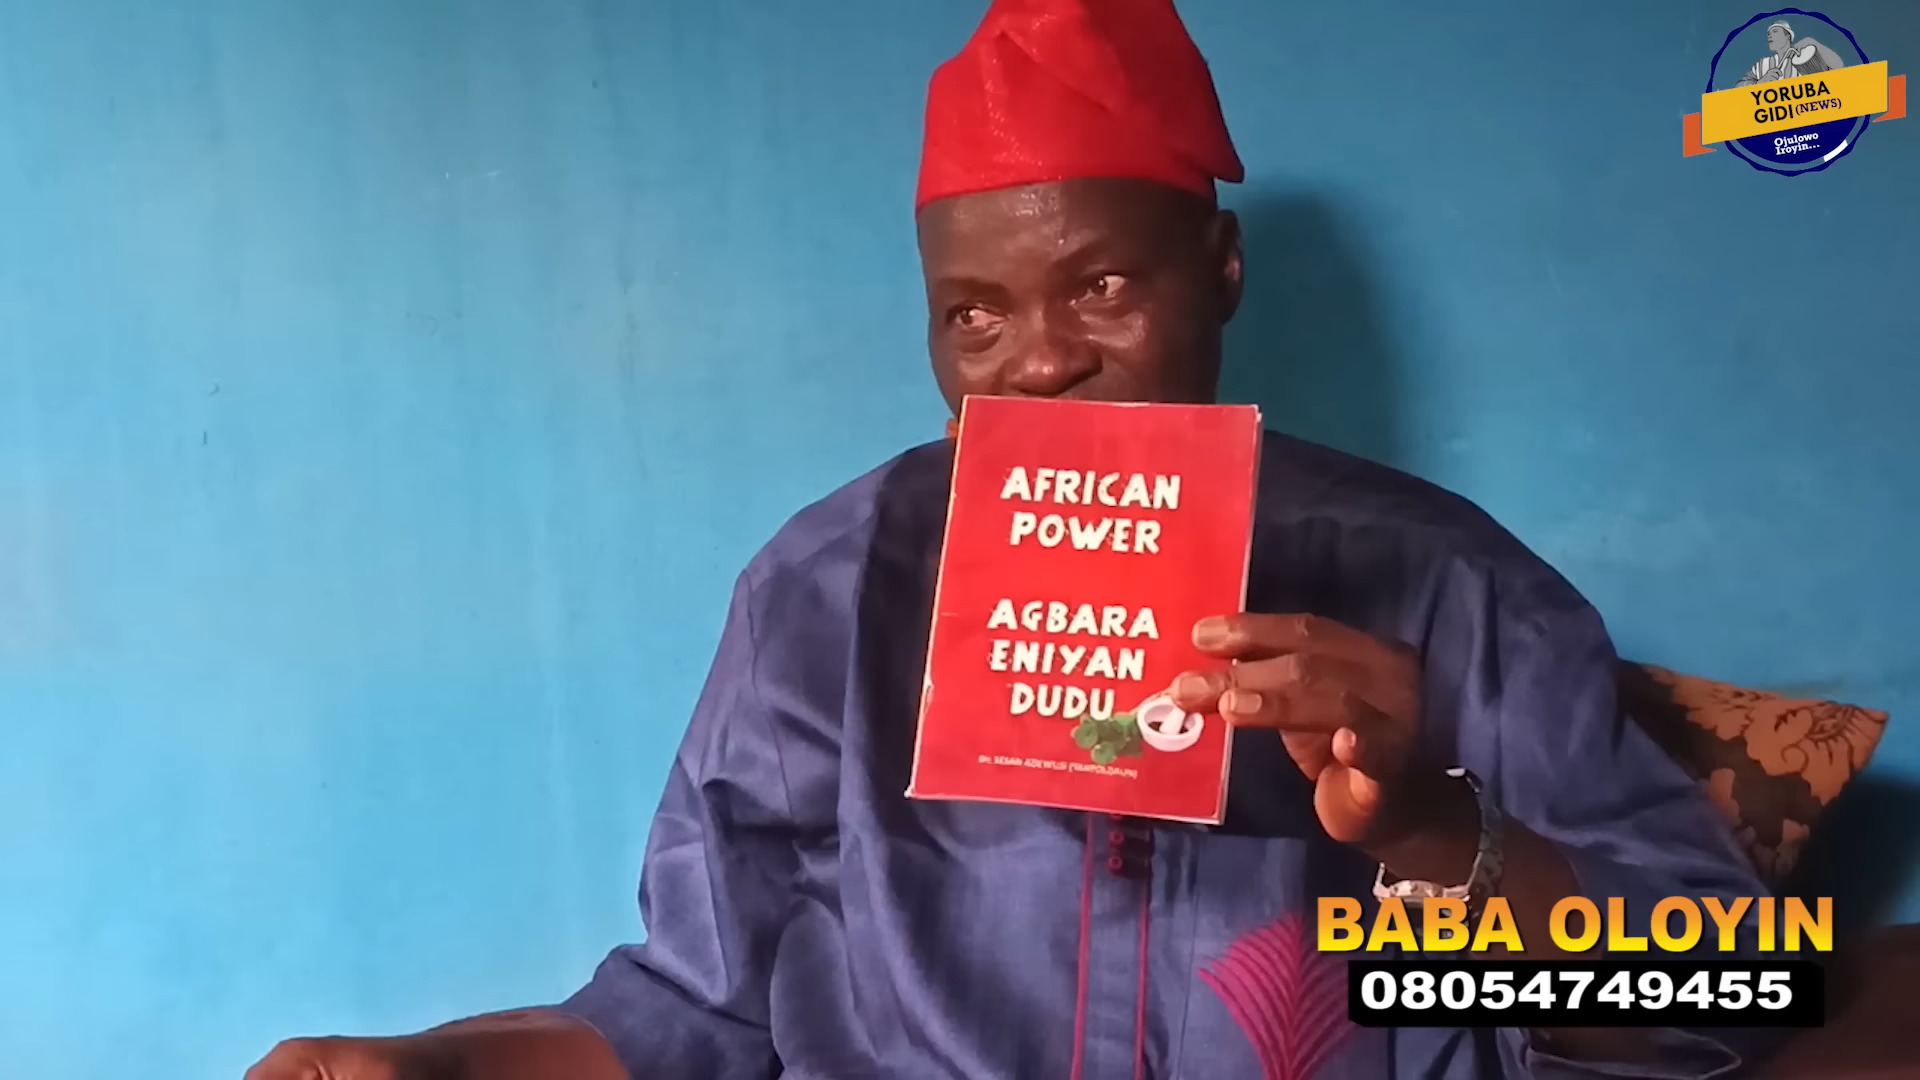 YORUBA
GIDI (NEWS)
Ojulowo
Iroyin...
AFRICAN
POWER
AGBARA
ENIYAN
DUDU
BABA OLOYIN
08054749455